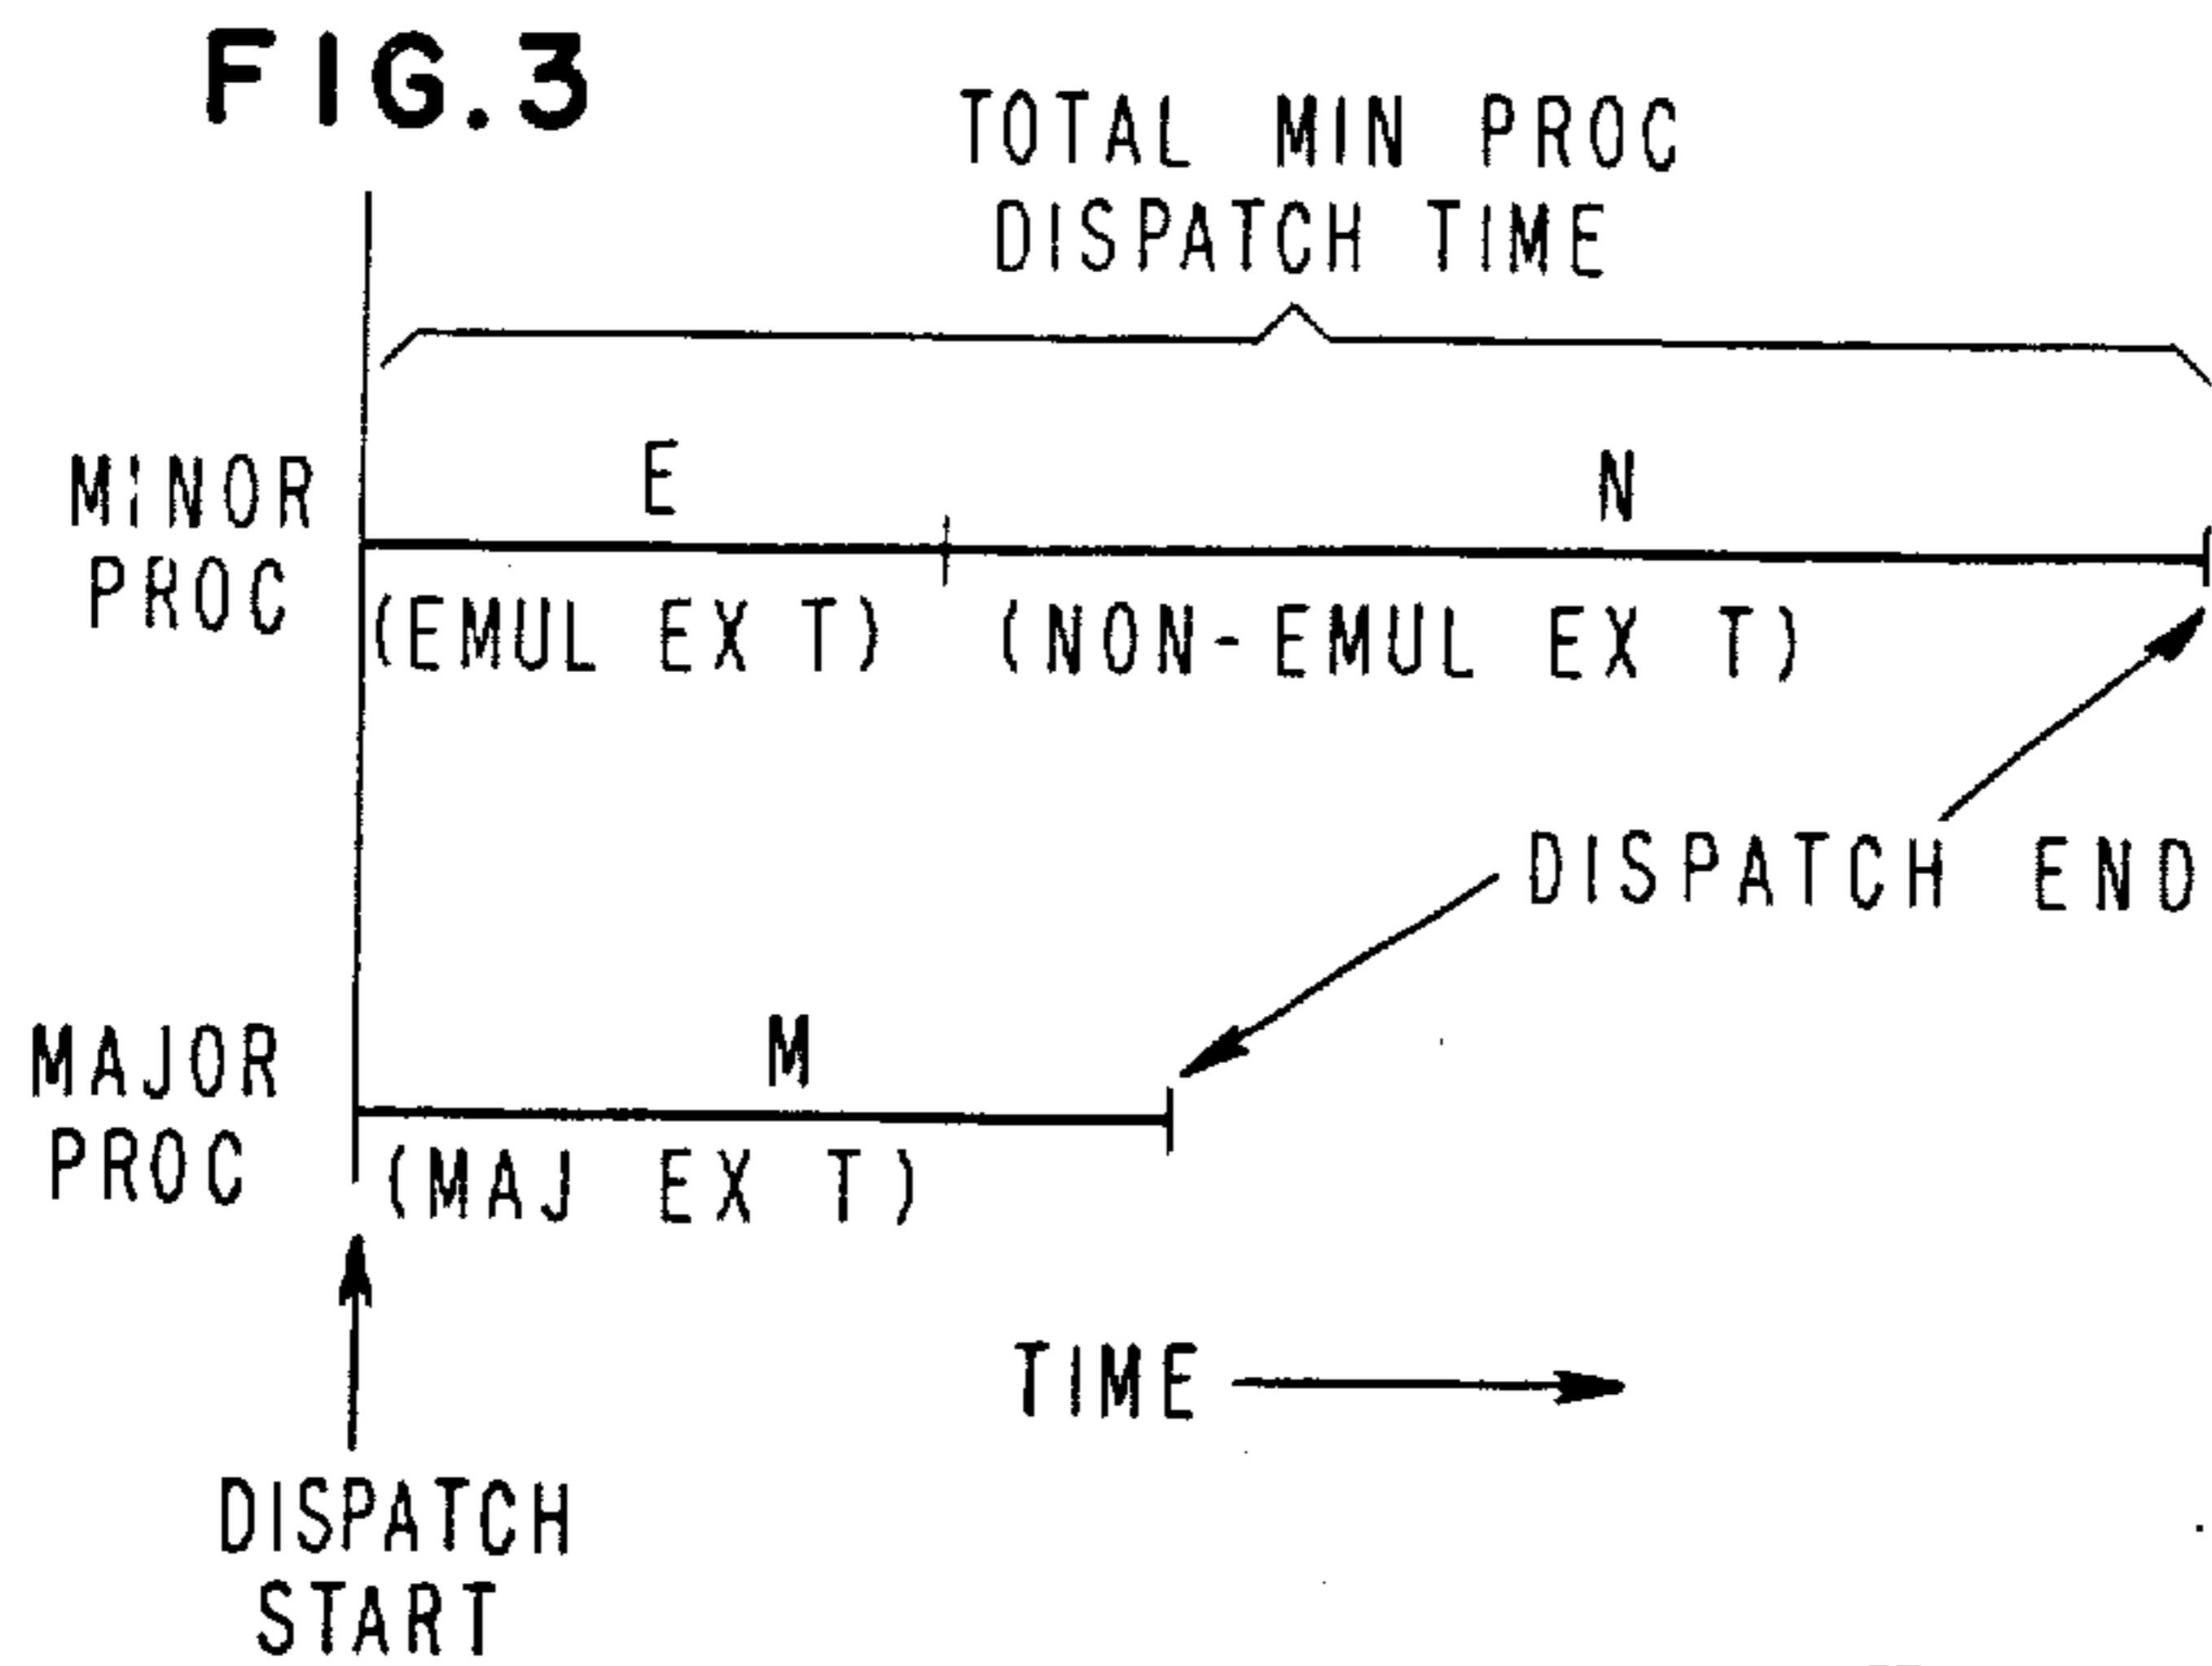 FIG.3
TOTAL MIN PROC
DISPATCH TIME
MINOR
PROC
E
N
(EMUL EX T)
(NON-EMUL EX T)
DISPATCH END
MAJOR
PROC
M
(MAJ EX T)
TIME
DISPATCH
START